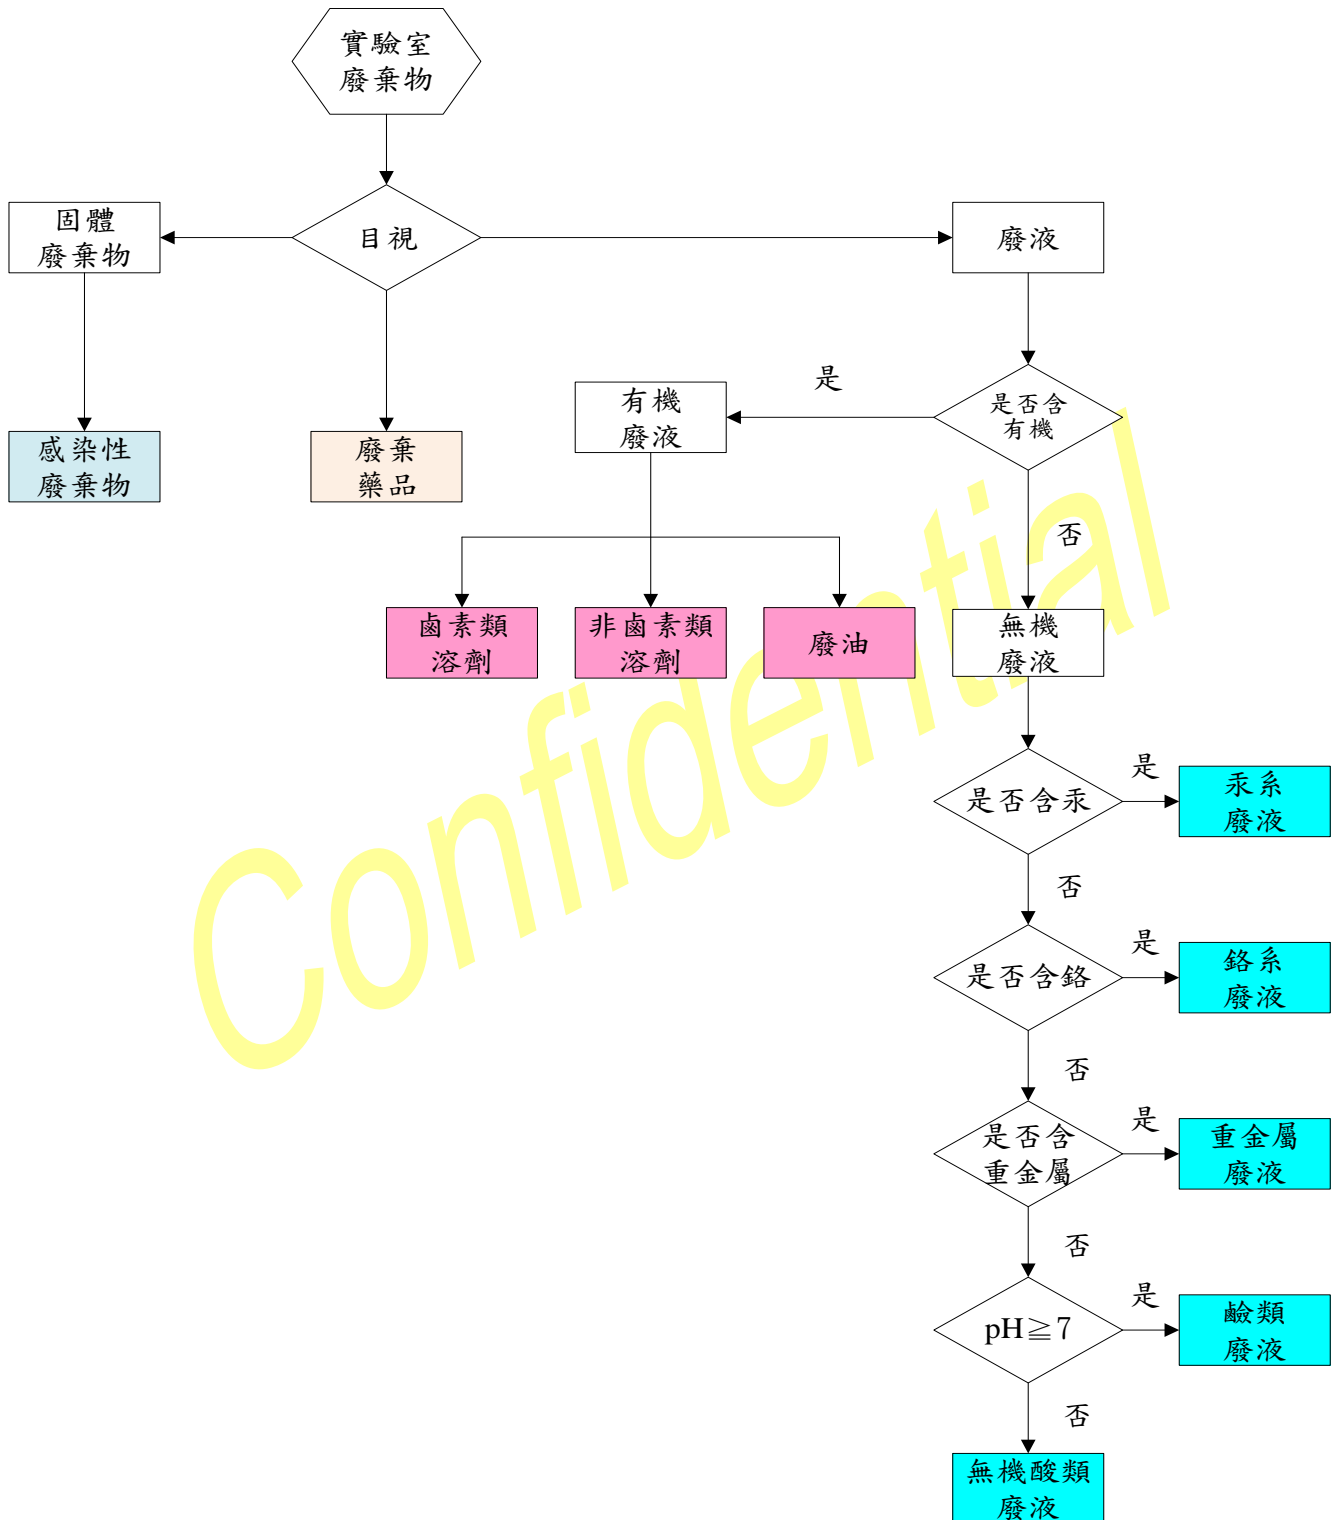 實驗室
廢棄物
固體
廢棄物
目視
廢液
感染性
廢棄物
廢棄
藥品
是
有機
廢液
是否含
有機
否
鹵素類
溶劑
非鹵素類
溶劑
廢油
無機
廢液
Confidential
是否含汞
是
汞系
廢液
否
是否含鉻
是
鉻系
廢液
否
是否含
重金屬
是
重金屬
廢液
否
pH≧7
是
鹼類
廢液
否
無機酸類
廢液